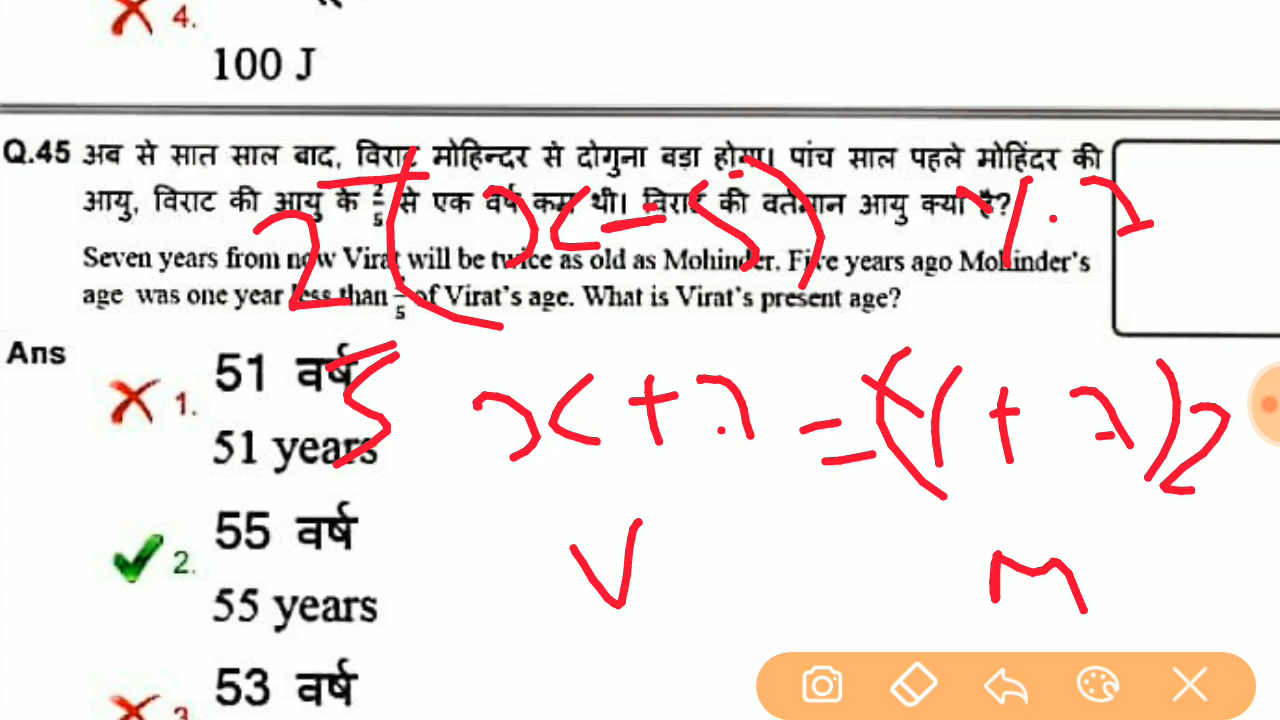 4.
100 J
Q.45 अब से सात साल बाद, विराट मोहिन्दर से दोगुना बड़ा होगा। पांच साल पहले मोहिंदर की
आयु, विराट की आयु के 2/5 से एक वर्ष कम थी। विराट की वर्तमान आयु क्या है?
Seven years from now Virat will be twice as old as Mohinder. Five years ago Mohinder's
age was one year less than /5 of Virat's age. What is Virat's present age?
2(x-5)
5
Ans
1. 51 वर्ष
51 years
x+7 = (y+7)2
V M
2. 55 वर्ष
55 years
3. 53 वर्ष